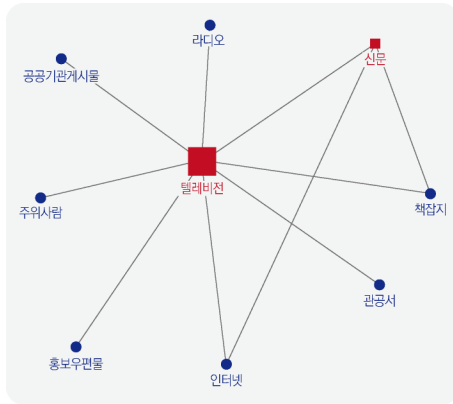 라디오
신문
공공기관게시물
텔레비전
주위사람
책잡지
관공서
홍보우편물
인터넷